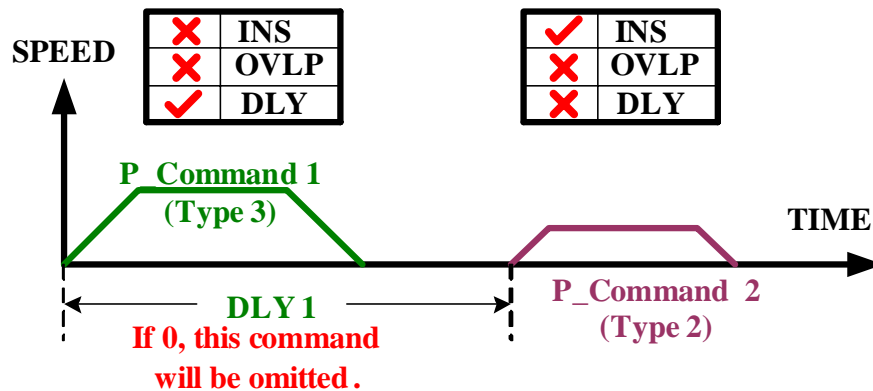 SPEED
INS
OVLP
DLY
INS
OVLP
DLY
P_Command 1
(Type 3)
TIME
P_Command 2
(Type 2)
DLY 1
If 0, this command
will be omitted.